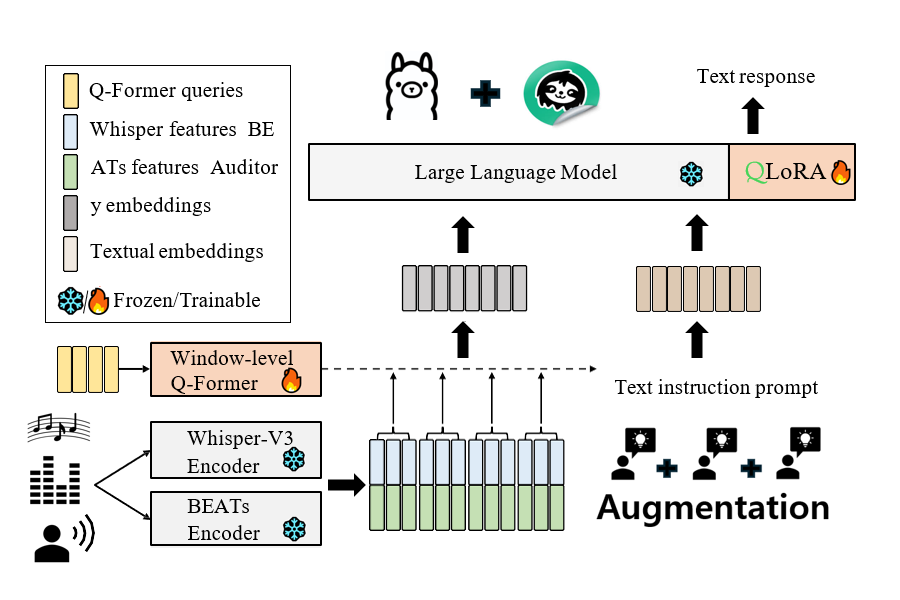 Text response
Q-Former queries
Whisper features BE
ATs features Auditor
y embeddings
Textual embeddings
/
Frozen/Trainable
Large Language Model
QLoRA
Window-level
Q-Former
Text instruction prompt
Whisper-V3
Encoder
BEATs
Encoder
Augmentation